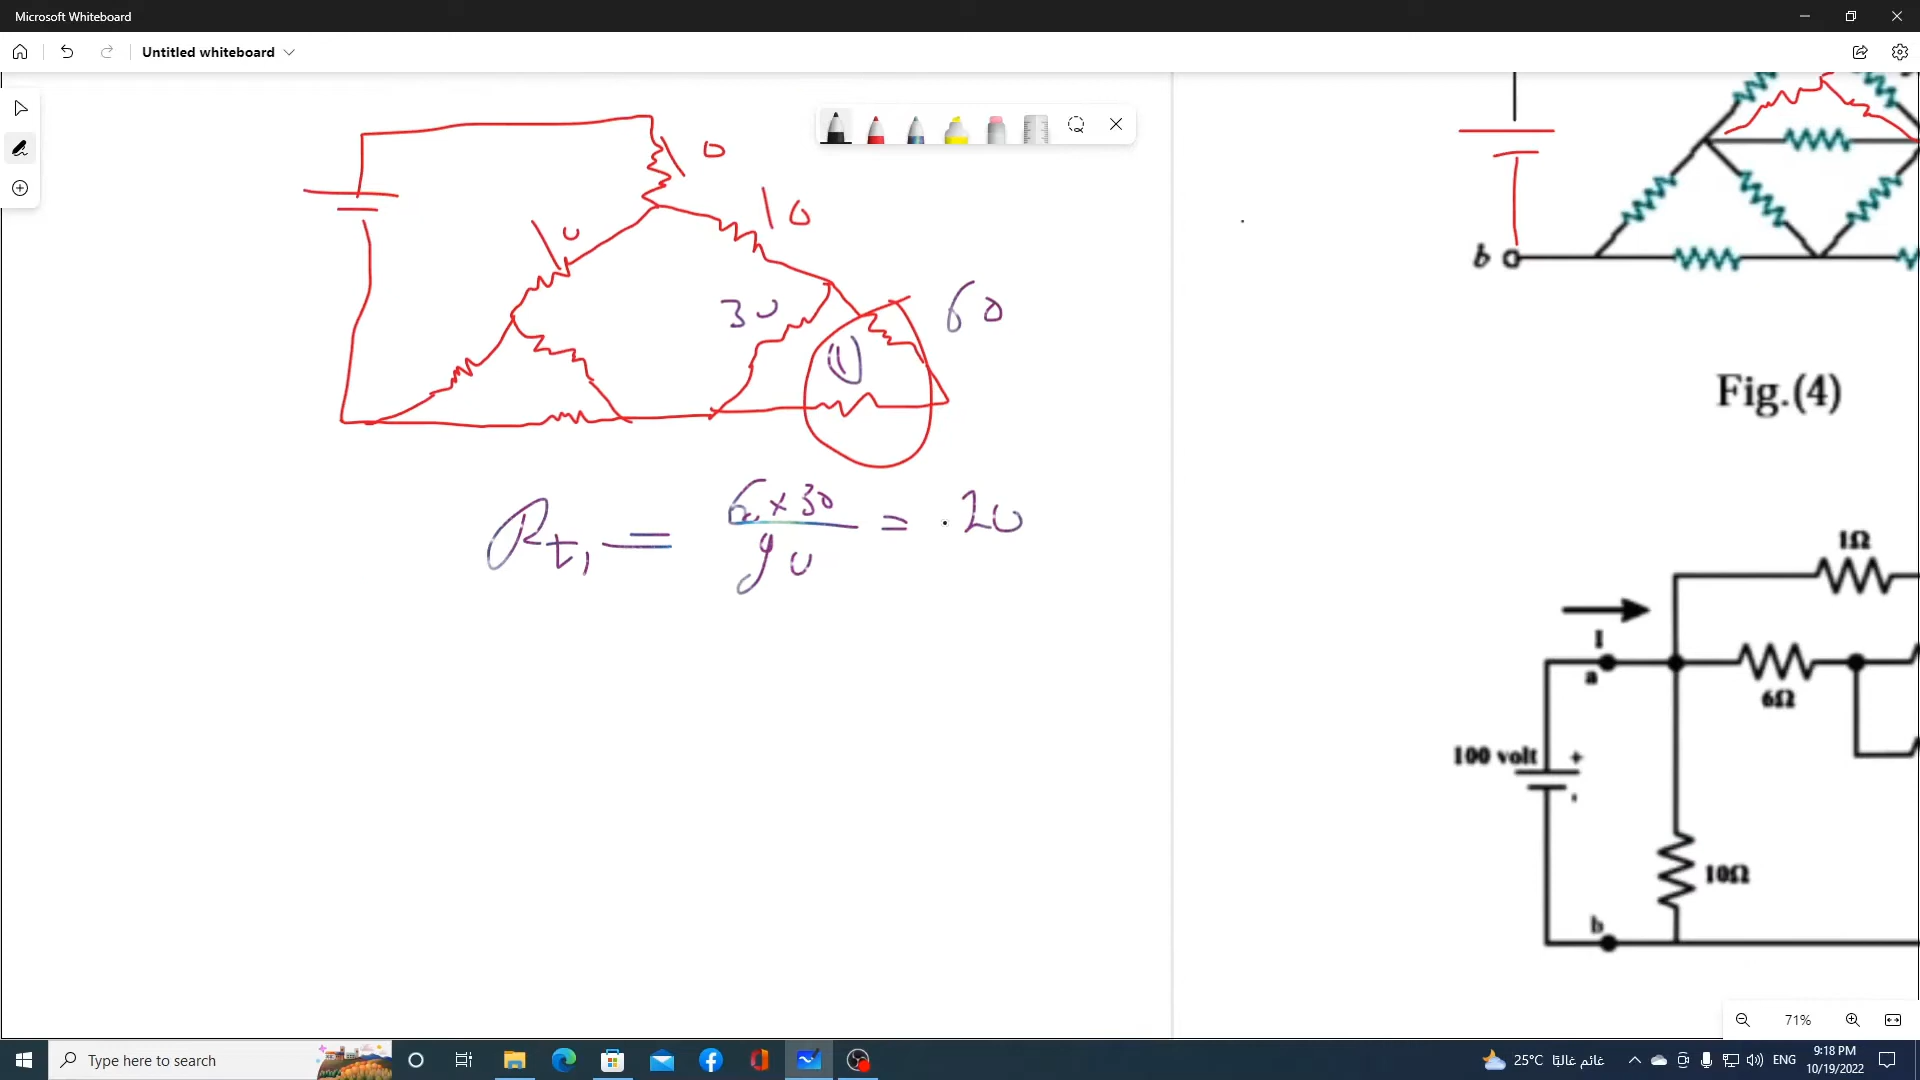 Microsoft Whiteboard
Untitled whiteboard
10
10
10
30
60
1
Rt1 = 60 x 30 / 90 = 20
b
Fig.(4)
1Ω
I
a
6Ω
100 volt
+
-
10Ω
b
71%
Type here to search
25°C غائم غالبًا
ENG
9:18 PM
10/19/2022